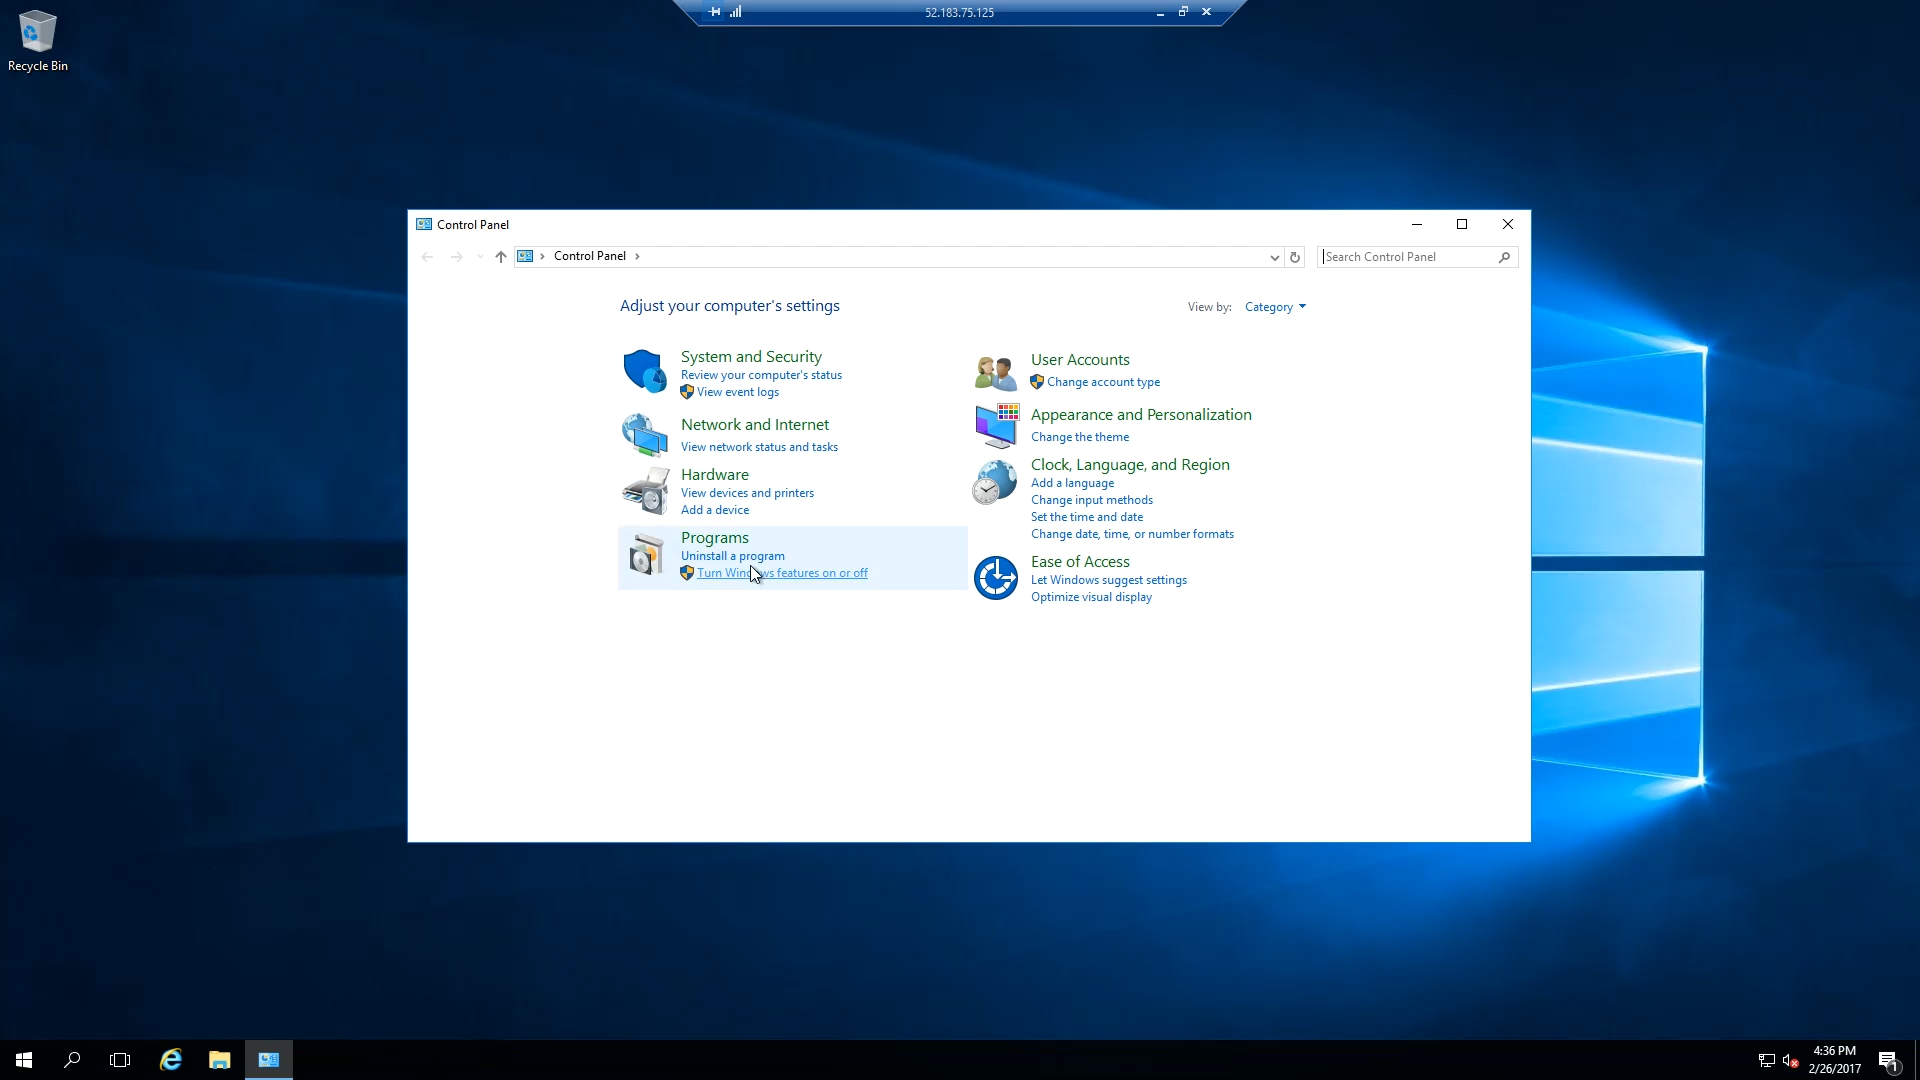 52.183.75.125
Recycle Bin
Control Panel
Control Panel
Search Control Panel
Adjust your computer's settings
View by: Category
System and Security
Review your computer's status
View event logs
Network and Internet
View network status and tasks
Hardware
View devices and printers
Add a device
Programs
Uninstall a program
Turn Windows features on or off
User Accounts
Change account type
Appearance and Personalization
Change the theme
Clock, Language, and Region
Add a language
Change input methods
Set the time and date
Change date, time, or number formats
Ease of Access
Let Windows suggest settings
Optimize visual display
4:36 PM
2/26/2017
1